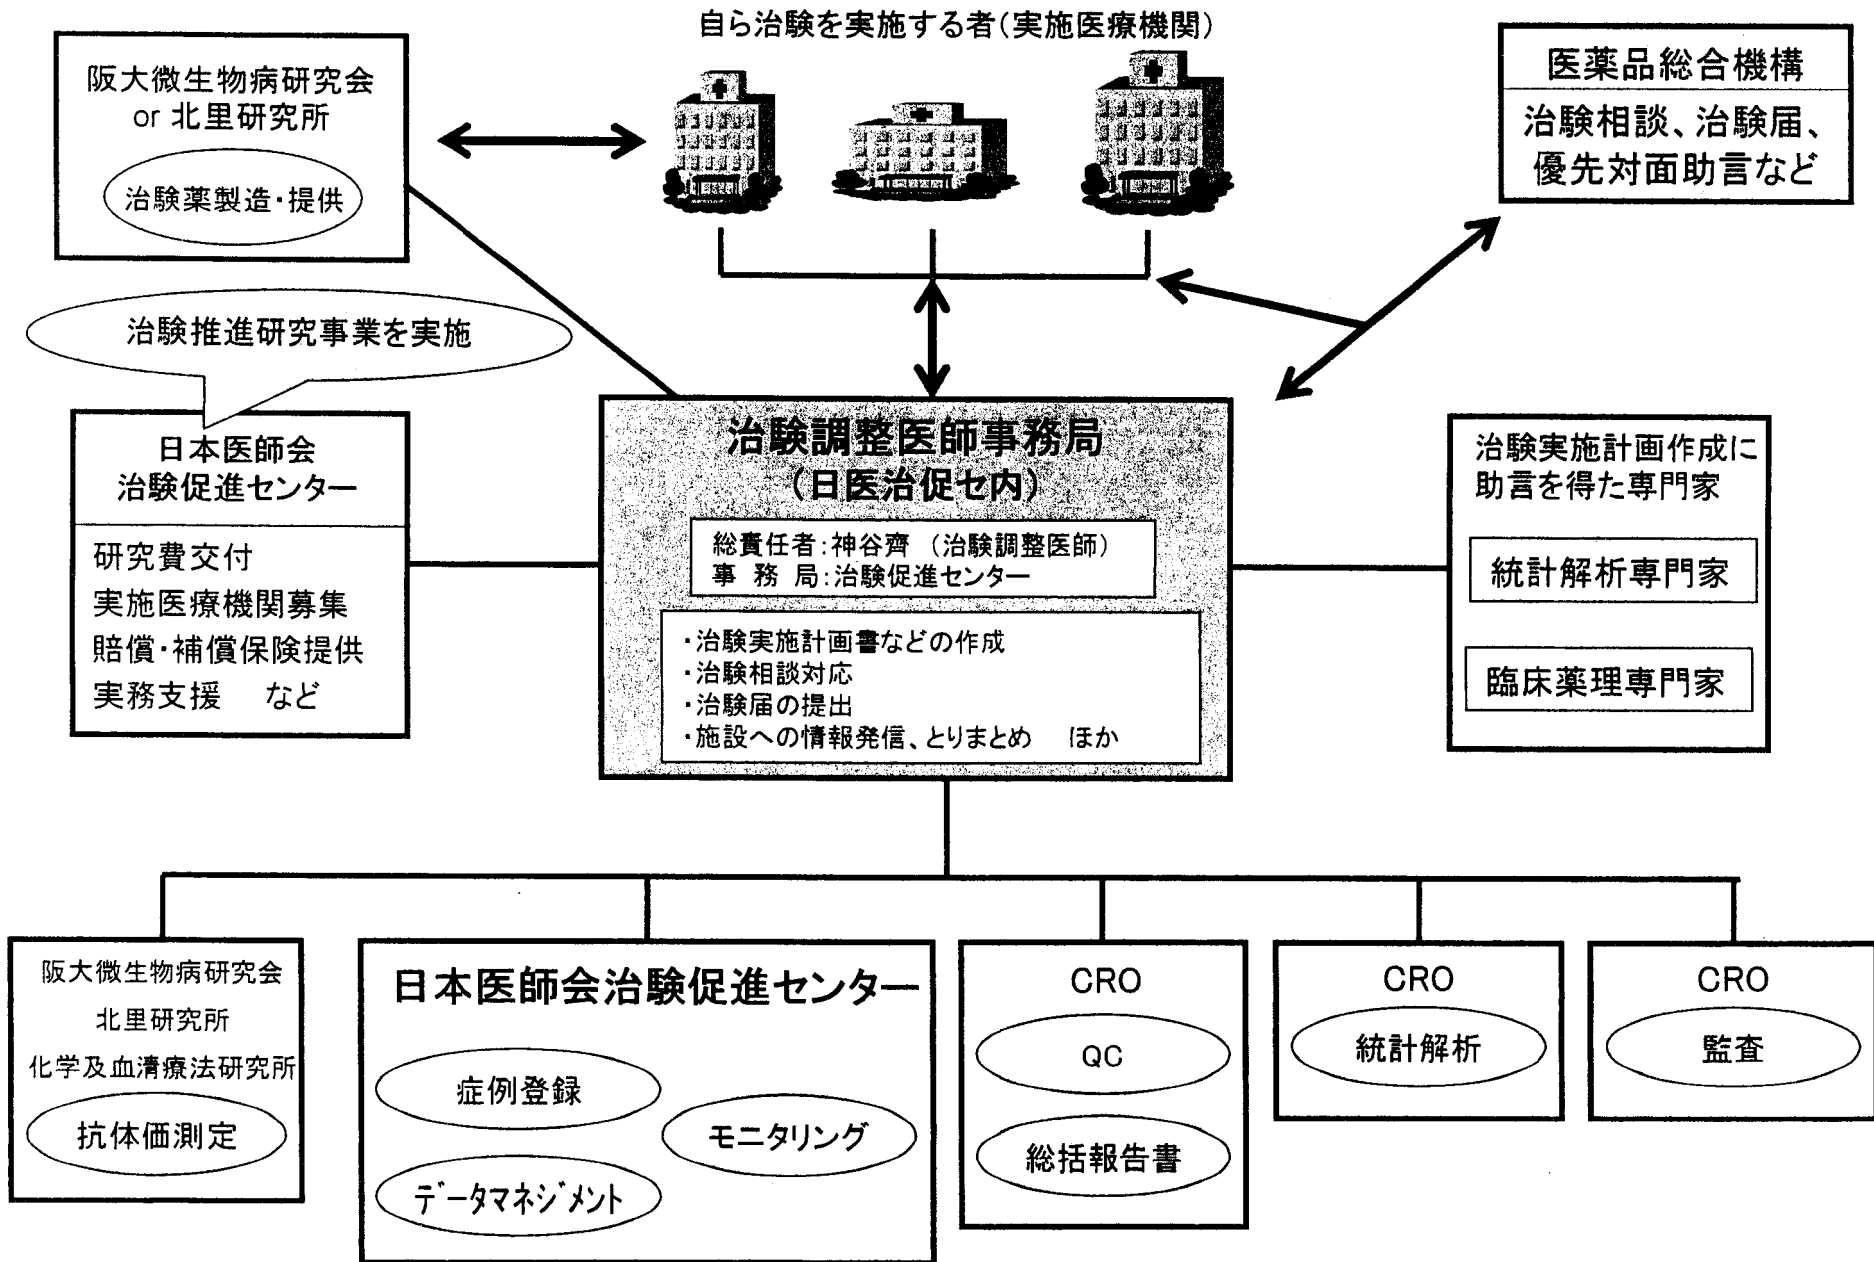 自ら治験を実施する者(実施医療機関)
阪大微生物病研究会
or 北里研究所
治験薬製造・提供
医薬品総合機構
治験相談、治験届、
優先対面助言など
治験推進研究事業を実施
日本医師会
治験促進センター
研究費交付
実施医療機関募集
賠償・補償保険提供
実務支援 など
治験調整医師事務局
(日医治促セ内)
総責任者:神谷齊 (治験調整医師)
事 務 局:治験促進センター
・治験実施計画書などの作成
・治験相談対応
・治験届の提出
・施設への情報発信、とりまとめ ほか
治験実施計画作成に
助言を得た専門家
統計解析専門家
臨床薬理専門家
阪大微生物病研究会
北里研究所
化学及血清療法研究所
抗体価測定
日本医師会治験促進センター
症例登録
モニタリング
データマネジメント
CRO
QC
総括報告書
CRO
統計解析
CRO
監査